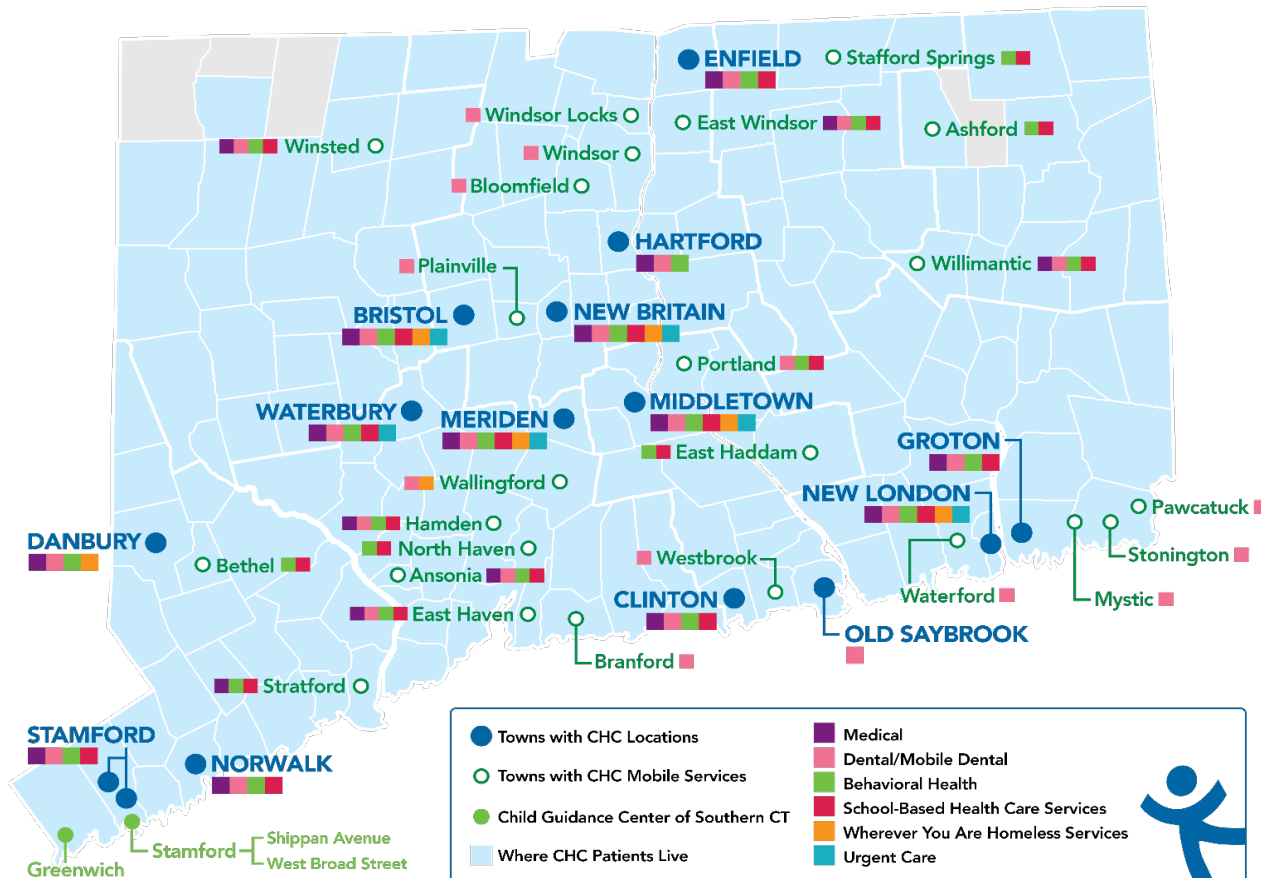 ENFIELD
Stafford Springs
Windsor Locks
East Windsor
Ashford
Winsted
Windsor
Bloomfield
HARTFORD
Plainville
Willimantic
BRISTOL
NEW BRITAIN
Portland
WATERBURY
MERIDEN
MIDDLETOWN
East Haddam
GROTON
Wallingford
NEW LONDON
Pawcatuck
Hamden
DANBURY
North Haven
Westbrook
Stonington
Bethel
Ansonia
Waterford
Mystic
East Haven
CLINTON
OLD SAYBROOK
Branford
Stratford
STAMFORD
NORWALK
Greenwich
Stamford
Shippan Avenue
West Broad Street
Towns with CHC Locations
Towns with CHC Mobile Services
Child Guidance Center of Southern CT
Where CHC Patients Live
Medical
Dental/Mobile Dental
Behavioral Health
School-Based Health Care Services
Wherever You Are Homeless Services
Urgent Care